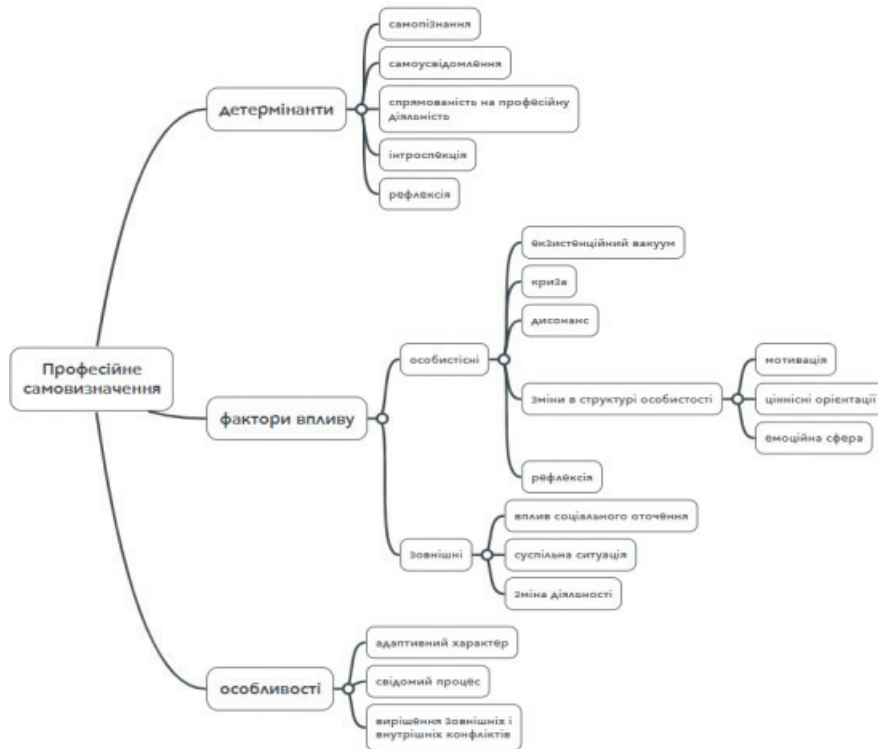 самопізнання
самоусвідомлення
спрямованість на професійну
діяльність
детермінанти
інтроспекція
рефлексія
екзистенційний вакуум
криза
дисонанс
особистісні
зміни в структурі особистості
мотивація
ціннісні орієнтації
емоційна сфера
рефлексія
Професійне
самовизначення
фактори впливу
вплив соціального оточення
зовнішні
суспільна ситуація
зміна діяльності
адаптивний характер
особливості
свідомий процес
вирішення зовнішніх і
внутрішніх конфліктів